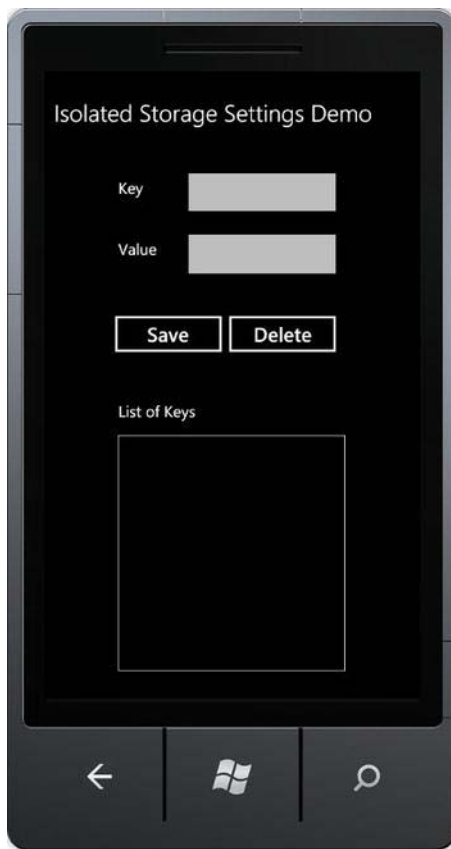 Isolated Storage Settings Demo
Key
Value
Save Delete
List of Keys